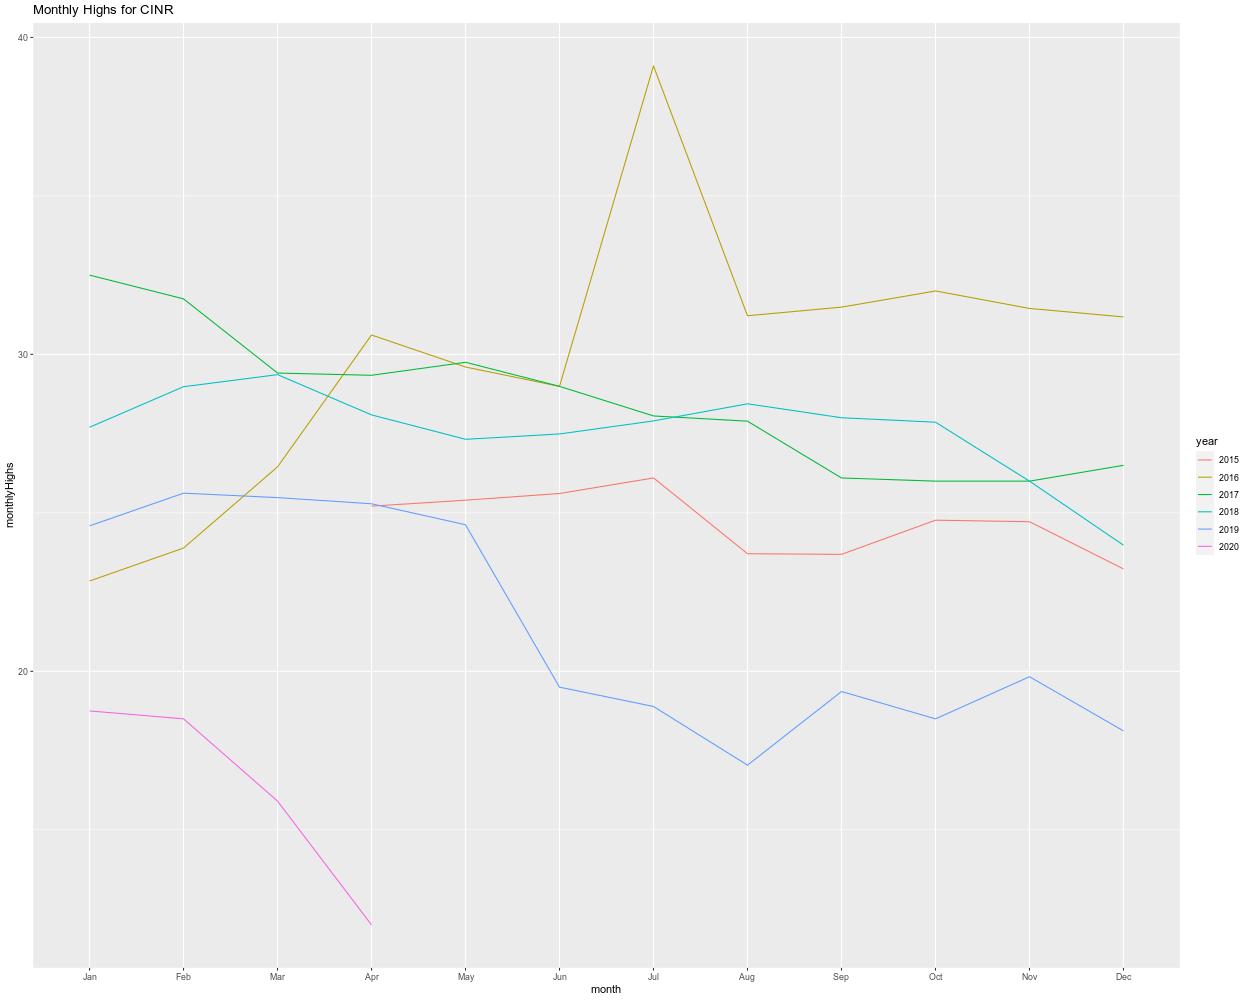 Monthly Highs for CINR
40
30
20
monthlyHighs
Jan Feb Mar Apr May Jun Jul Aug Sep Oct Nov Dec
month
year
2015
2016
2017
2018
2019
2020